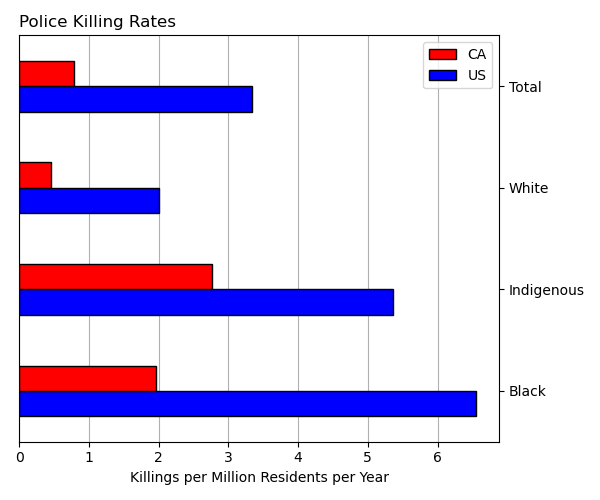 Police Killing Rates
CA
US
Total
White
Indigenous
Black
0 1 2 3 4 5 6
Killings per Million Residents per Year